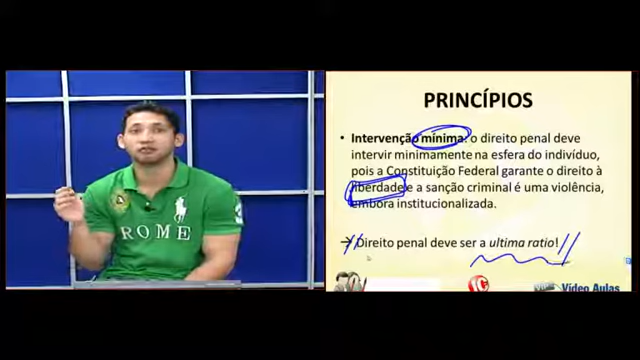 PRINCÍPIOS
• Intervenção mínima: o direito penal deve
intervir minimamente na esfera do indivíduo,
pois a Constituição Federal garante o direito à
liberdade e a sanção criminal é uma violência,
embora institucionalizada.
→ Direito penal deve ser a ultima ratio!
ROME
Vídeo Aulas